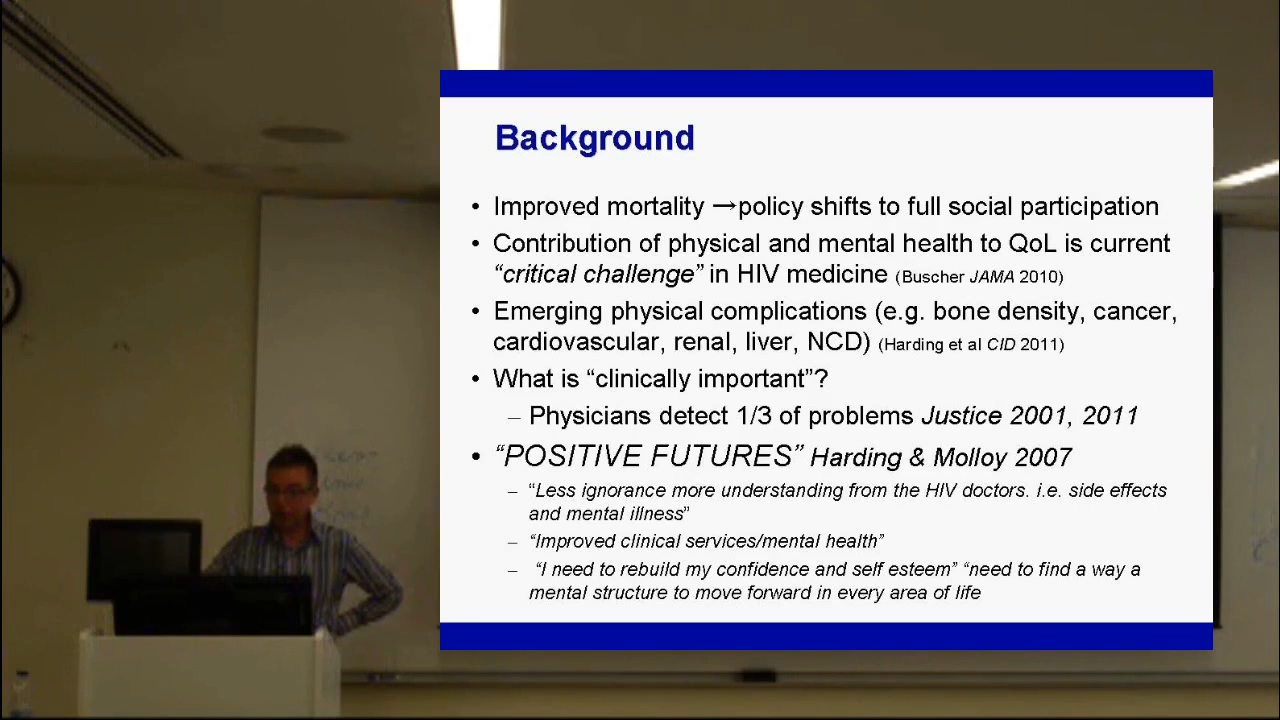 Background
• Improved mortality →policy shifts to full social participation
• Contribution of physical and mental health to QoL is current
“critical challenge” in HIV medicine (Buscher JAMA 2010)
• Emerging physical complications (e.g. bone density, cancer,
cardiovascular, renal, liver, NCD) (Harding et al CID 2011)
• What is “clinically important”?
– Physicians detect 1/3 of problems Justice 2001, 2011
• “POSITIVE FUTURES” Harding & Molloy 2007
– “Less ignorance more understanding from the HIV doctors. i.e. side effects
and mental illness”
– “Improved clinical services/mental health”
– “I need to rebuild my confidence and self esteem” “need to find a way a
mental structure to move forward in every area of life